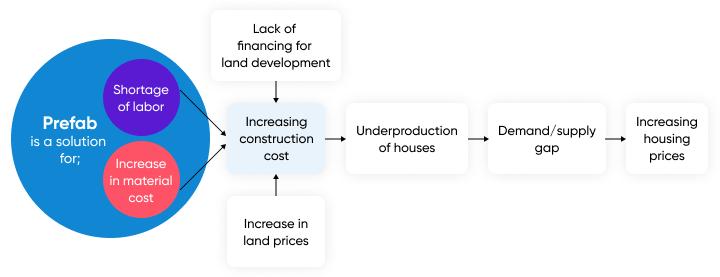 Lack of
financing for
land development
Shortage
of labor
Prefab
is a solution
for;
Increase
in material
cost
Increasing
construction
cost
Underproduction
of houses
Demand/supply
gap
Increasing
housing
prices
Increase in
land prices